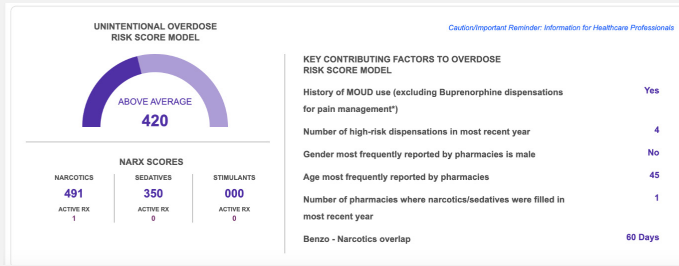 UNINTENTIONAL OVERDOSE
RISK SCORE MODEL
ABOVE AVERAGE
420
NARX SCORES
NARCOTICS SEDATIVES STIMULANTS
491 350 000
ACTIVE RX ACTIVE RX ACTIVE RX
1 0 0
Caution/Important Reminder: Information for Healthcare Professionals
KEY CONTRIBUTING FACTORS TO OVERDOSE
RISK SCORE MODEL
History of MOUD use (excluding Buprenorphine dispensations Yes
for pain management*)
Number of high-risk dispensations in most recent year 4
Gender most frequently reported by pharmacies is male No
Age most frequently reported by pharmacies 45
Number of pharmacies where narcotics/sedatives were filled in 1
most recent year
Benzo - Narcotics overlap 60 Days